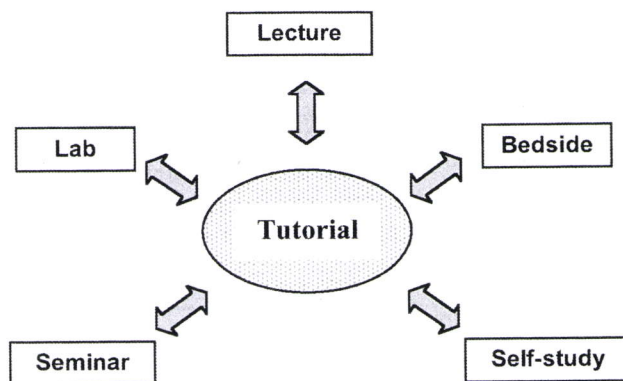 Lecture
Lab
Bedside
Tutorial
Seminar
Self-study